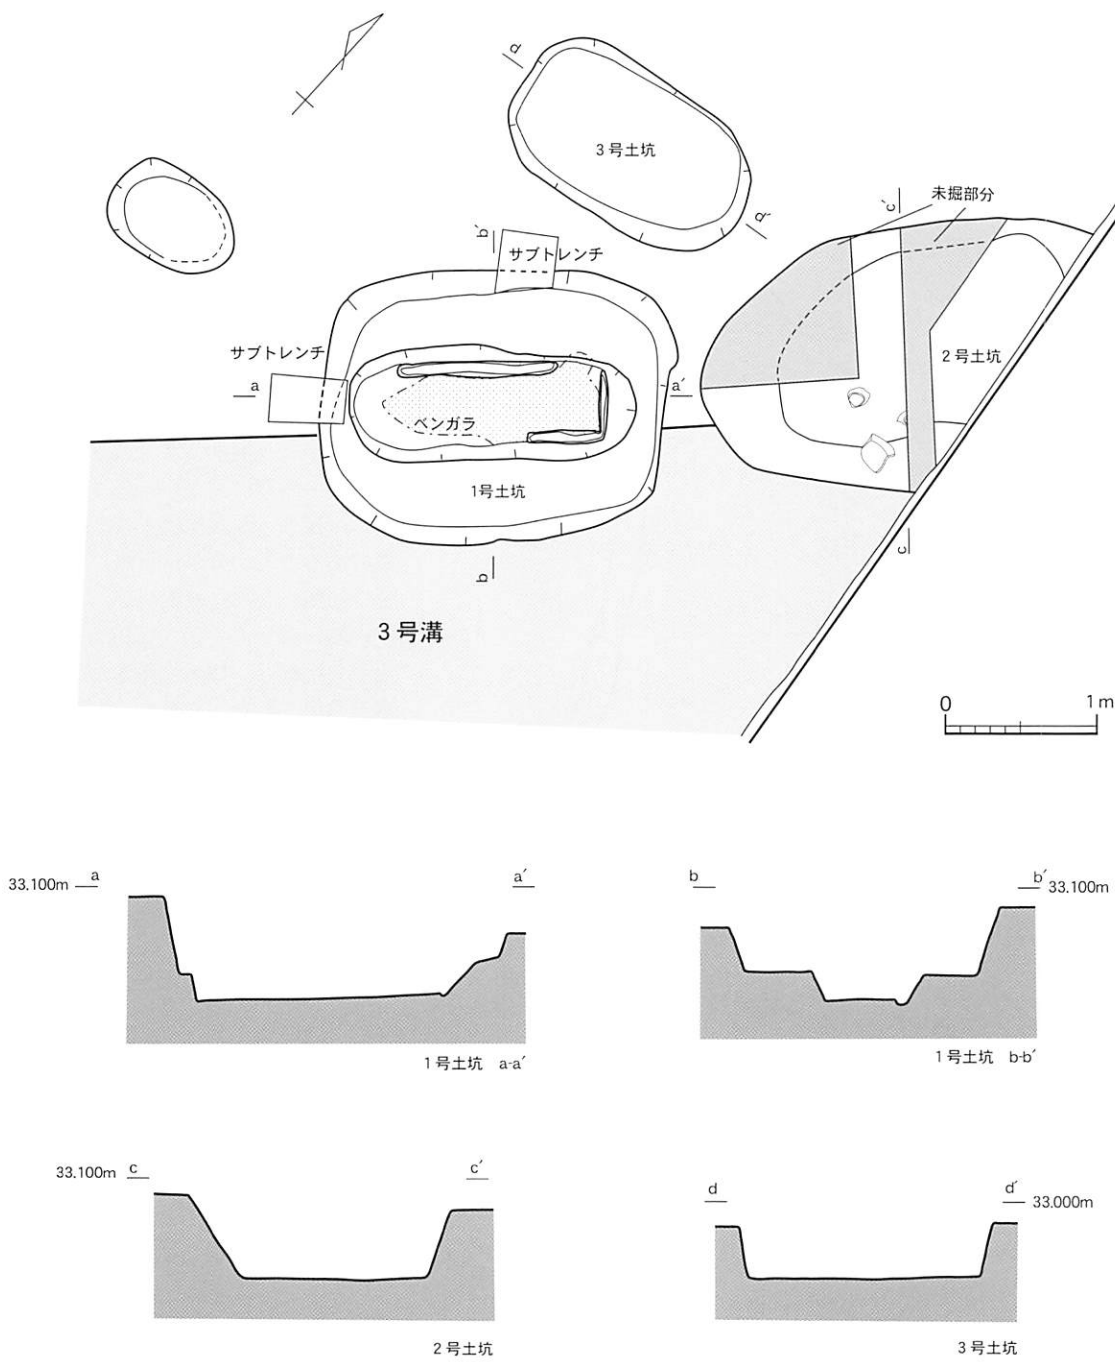 d
3号土坑
d′
c′
未掘部分
b′
サブトレンチ
サブトレンチ
a
a′
2号土坑
ベンガラ
1号土坑
b
c
3号溝
0 1m
33.100m a a′
b b′ 33.100m
1号土坑 a-a′
1号土坑 b-b′
33.100m c c′
d d′ 33.000m
2号土坑
3号土坑